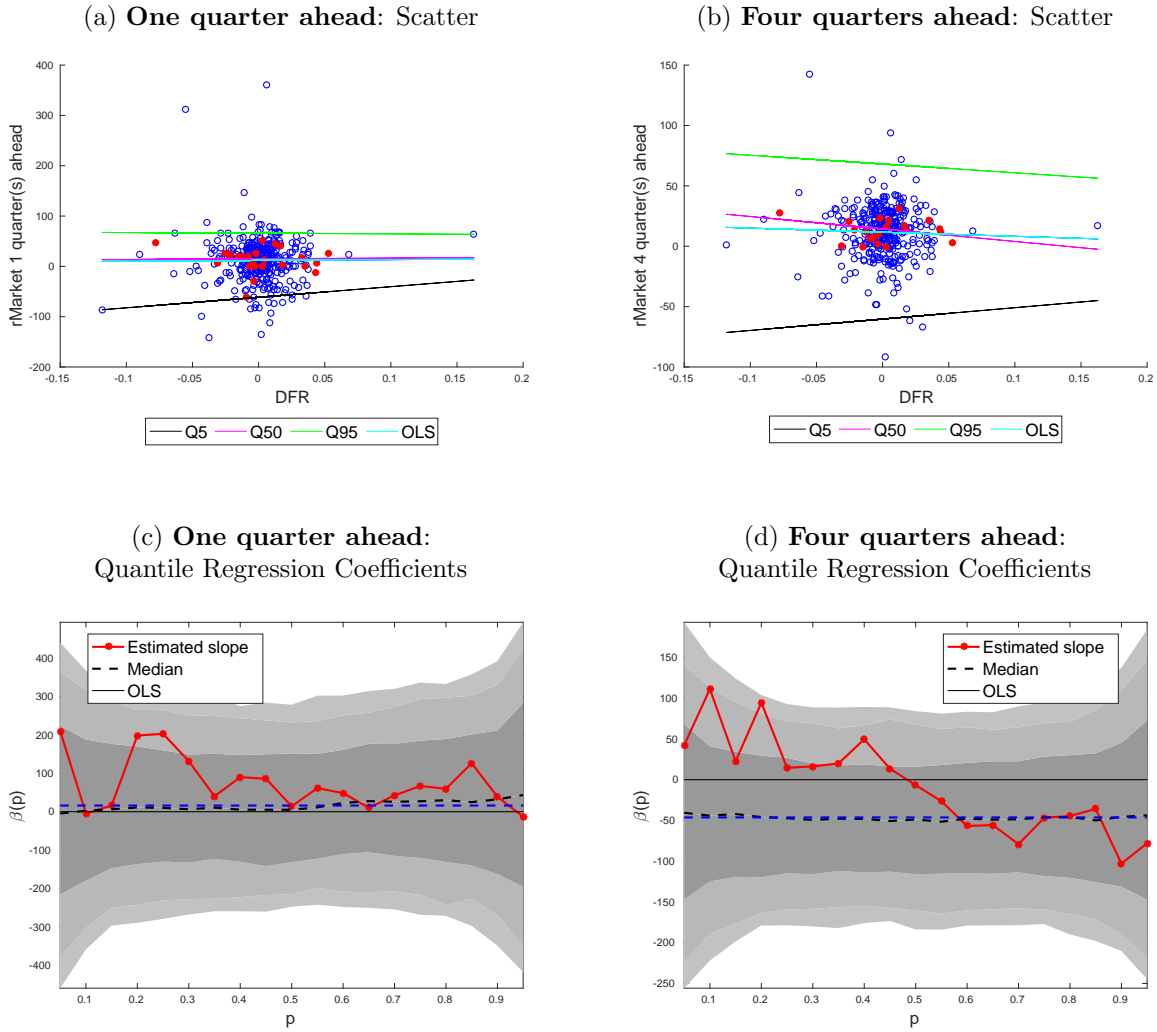 (a) One quarter ahead: Scatter
400
300
200
100
0
-100
-200
rMarket 1 quarter(s) ahead
-0.15 -0.1 -0.05 0 0.05 0.1 0.15 0.2
DFR
Q5 Q50 Q95 OLS
(b) Four quarters ahead: Scatter
150
100
50
0
-50
-100
rMarket 4 quarter(s) ahead
-0.15 -0.1 -0.05 0 0.05 0.1 0.15 0.2
DFR
Q5 Q50 Q95 OLS
(c) One quarter ahead:
Quantile Regression Coefficients
Estimated slope
Median
OLS
400
300
200
100
0
-100
-200
-300
-400
β(p)
0.1 0.2 0.3 0.4 0.5 0.6 0.7 0.8 0.9
p
(d) Four quarters ahead:
Quantile Regression Coefficients
Estimated slope
Median
OLS
150
100
50
0
-50
-100
-150
-200
-250
β(p)
0.1 0.2 0.3 0.4 0.5 0.6 0.7 0.8 0.9
p